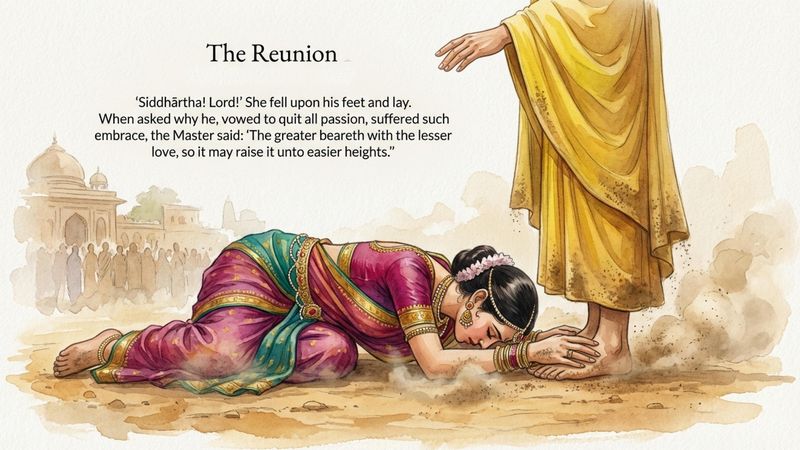 The Reunion
‘Siddhārtha! Lord!’ She fell upon his feet and lay.
When asked why he, vowed to quit all passion, suffered such
embrace, the Master said: ‘The greater beareth with the lesser
love, so it may raise it unto easier heights.”